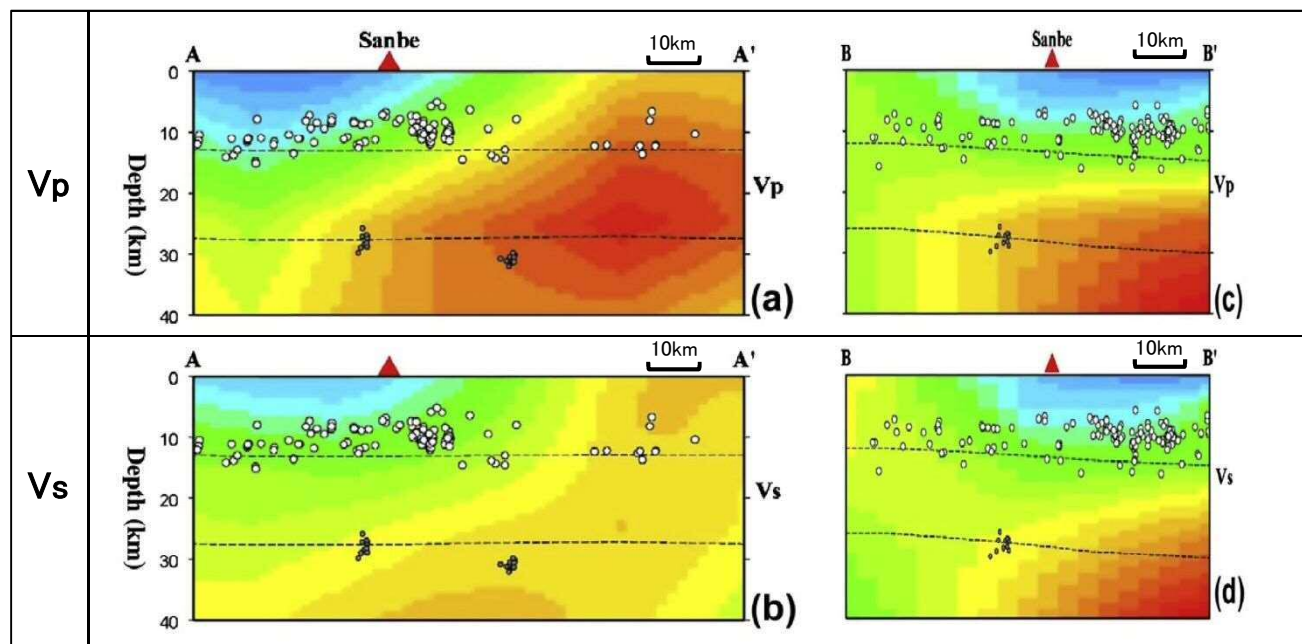 Vp
A
Sanbe
10km
A'
0
10
20
30
40
Depth (km)
Vp
(a)
B
Sanbe
10km
B'
Vp
(c)
Vs
A
10km
A'
0
10
20
30
40
Depth (km)
Vs
(b)
B
10km
B'
Vs
(d)